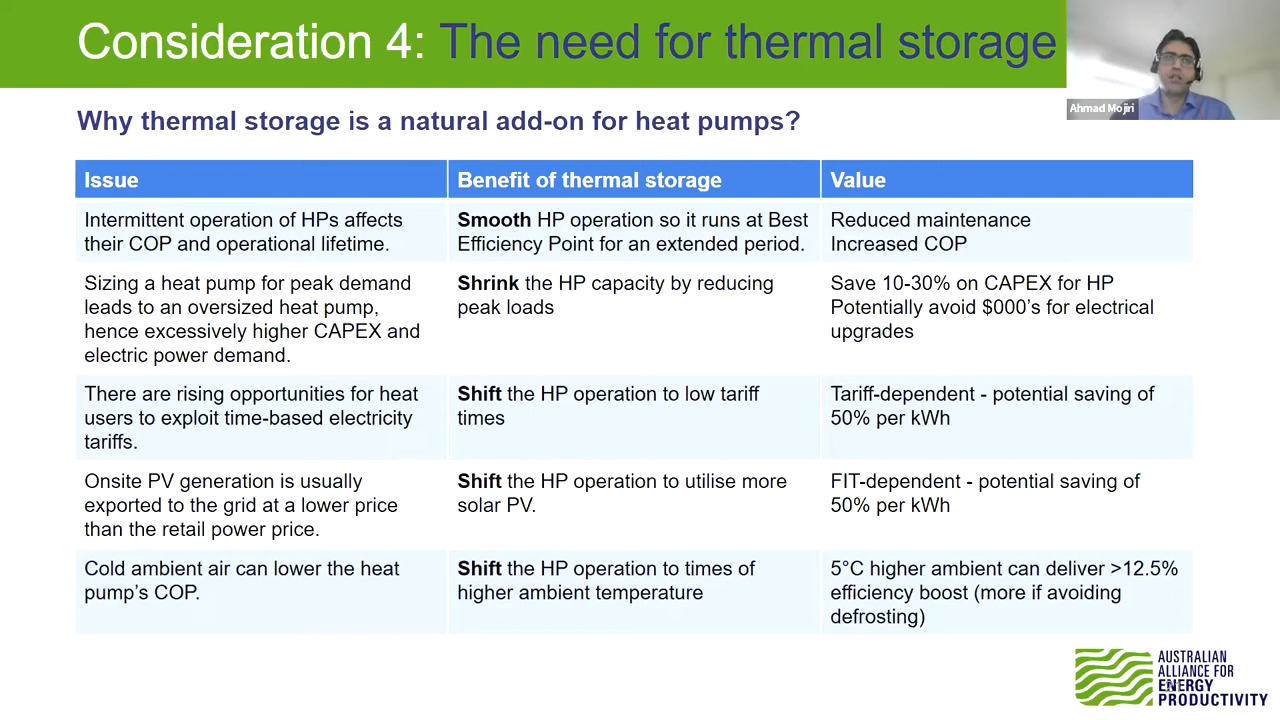 Consideration 4: The need for thermal storage
Ahmad Mojiri
Why thermal storage is a natural add-on for heat pumps?
Issue
Benefit of thermal storage
Value
Intermittent operation of HPs affects
their COP and operational lifetime.
Smooth HP operation so it runs at Best
Efficiency Point for an extended period.
Reduced maintenance
Increased COP
Sizing a heat pump for peak demand
leads to an oversized heat pump,
hence excessively higher CAPEX and
electric power demand.
Shrink the HP capacity by reducing
peak loads
Save 10-30% on CAPEX for HP
Potentially avoid $000's for electrical
upgrades
There are rising opportunities for heat
users to exploit time-based electricity
tariffs.
Shift the HP operation to low tariff
times
Tariff-dependent - potential saving of
50% per kWh
Onsite PV generation is usually
exported to the grid at a lower price
than the retail power price.
Shift the HP operation to utilise more
solar PV.
FIT-dependent - potential saving of
50% per kWh
Cold ambient air can lower the heat
pump's COP.
Shift the HP operation to times of
higher ambient temperature
5°C higher ambient can deliver >12.5%
efficiency boost (more if avoiding
defrosting)
AUSTRALIAN
ALLIANCE FOR
ENERGY
PRODUCTIVITY